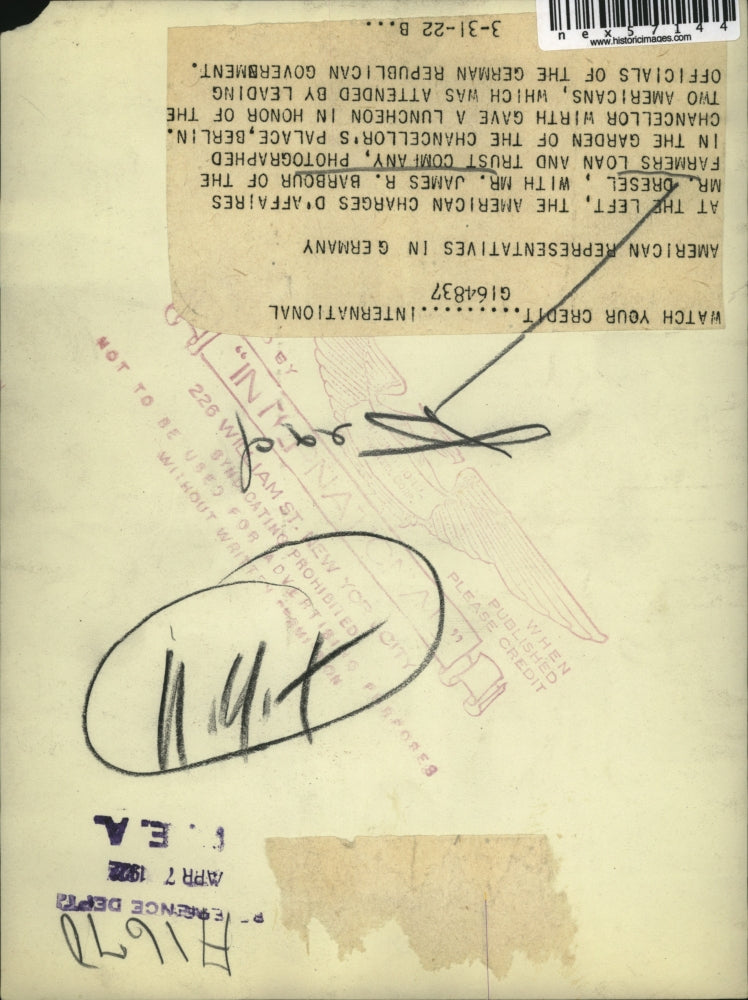 WATCH YOUR CREDIT..........INTERNATIONAL
G164837
AMERICAN REPRESENTATIVES IN GERMANY
AT THE LEFT, THE AMERICAN CHARGES D'AFFAIRES
MR. DRESEL, WITH MR. JAMES R. BARBOUR OF THE
FARMERS LOAN AND TRUST COMPANY, PHOTOGRAPHED
IN THE GARDEN OF THE CHANCELLOR'S PALACE,BERLIN.
CHANCELLOR WIRTH GAVE A LUNCHEON IN HONOR OF THE
TWO AMERICANS, WHICH WAS ATTENDED BY LEADING
OFFICIALS OF THE GERMAN REPUBLICAN GOVERNMENT.
3-31-22 B...
nex57144
www.historicimages.com
WHEN
PUBLISHED
PLEASE CREDIT
BY
"INTERNATIONAL"
226 WILLIAM ST. NEW YORK CITY
SYNDICATING PROHIBITED
NOT TO BE USED FOR ADVERTISING PURPOSES
WITHOUT WRITTEN PERMISSION
REFERENCE DEPT
APR 7 1922
E.A.